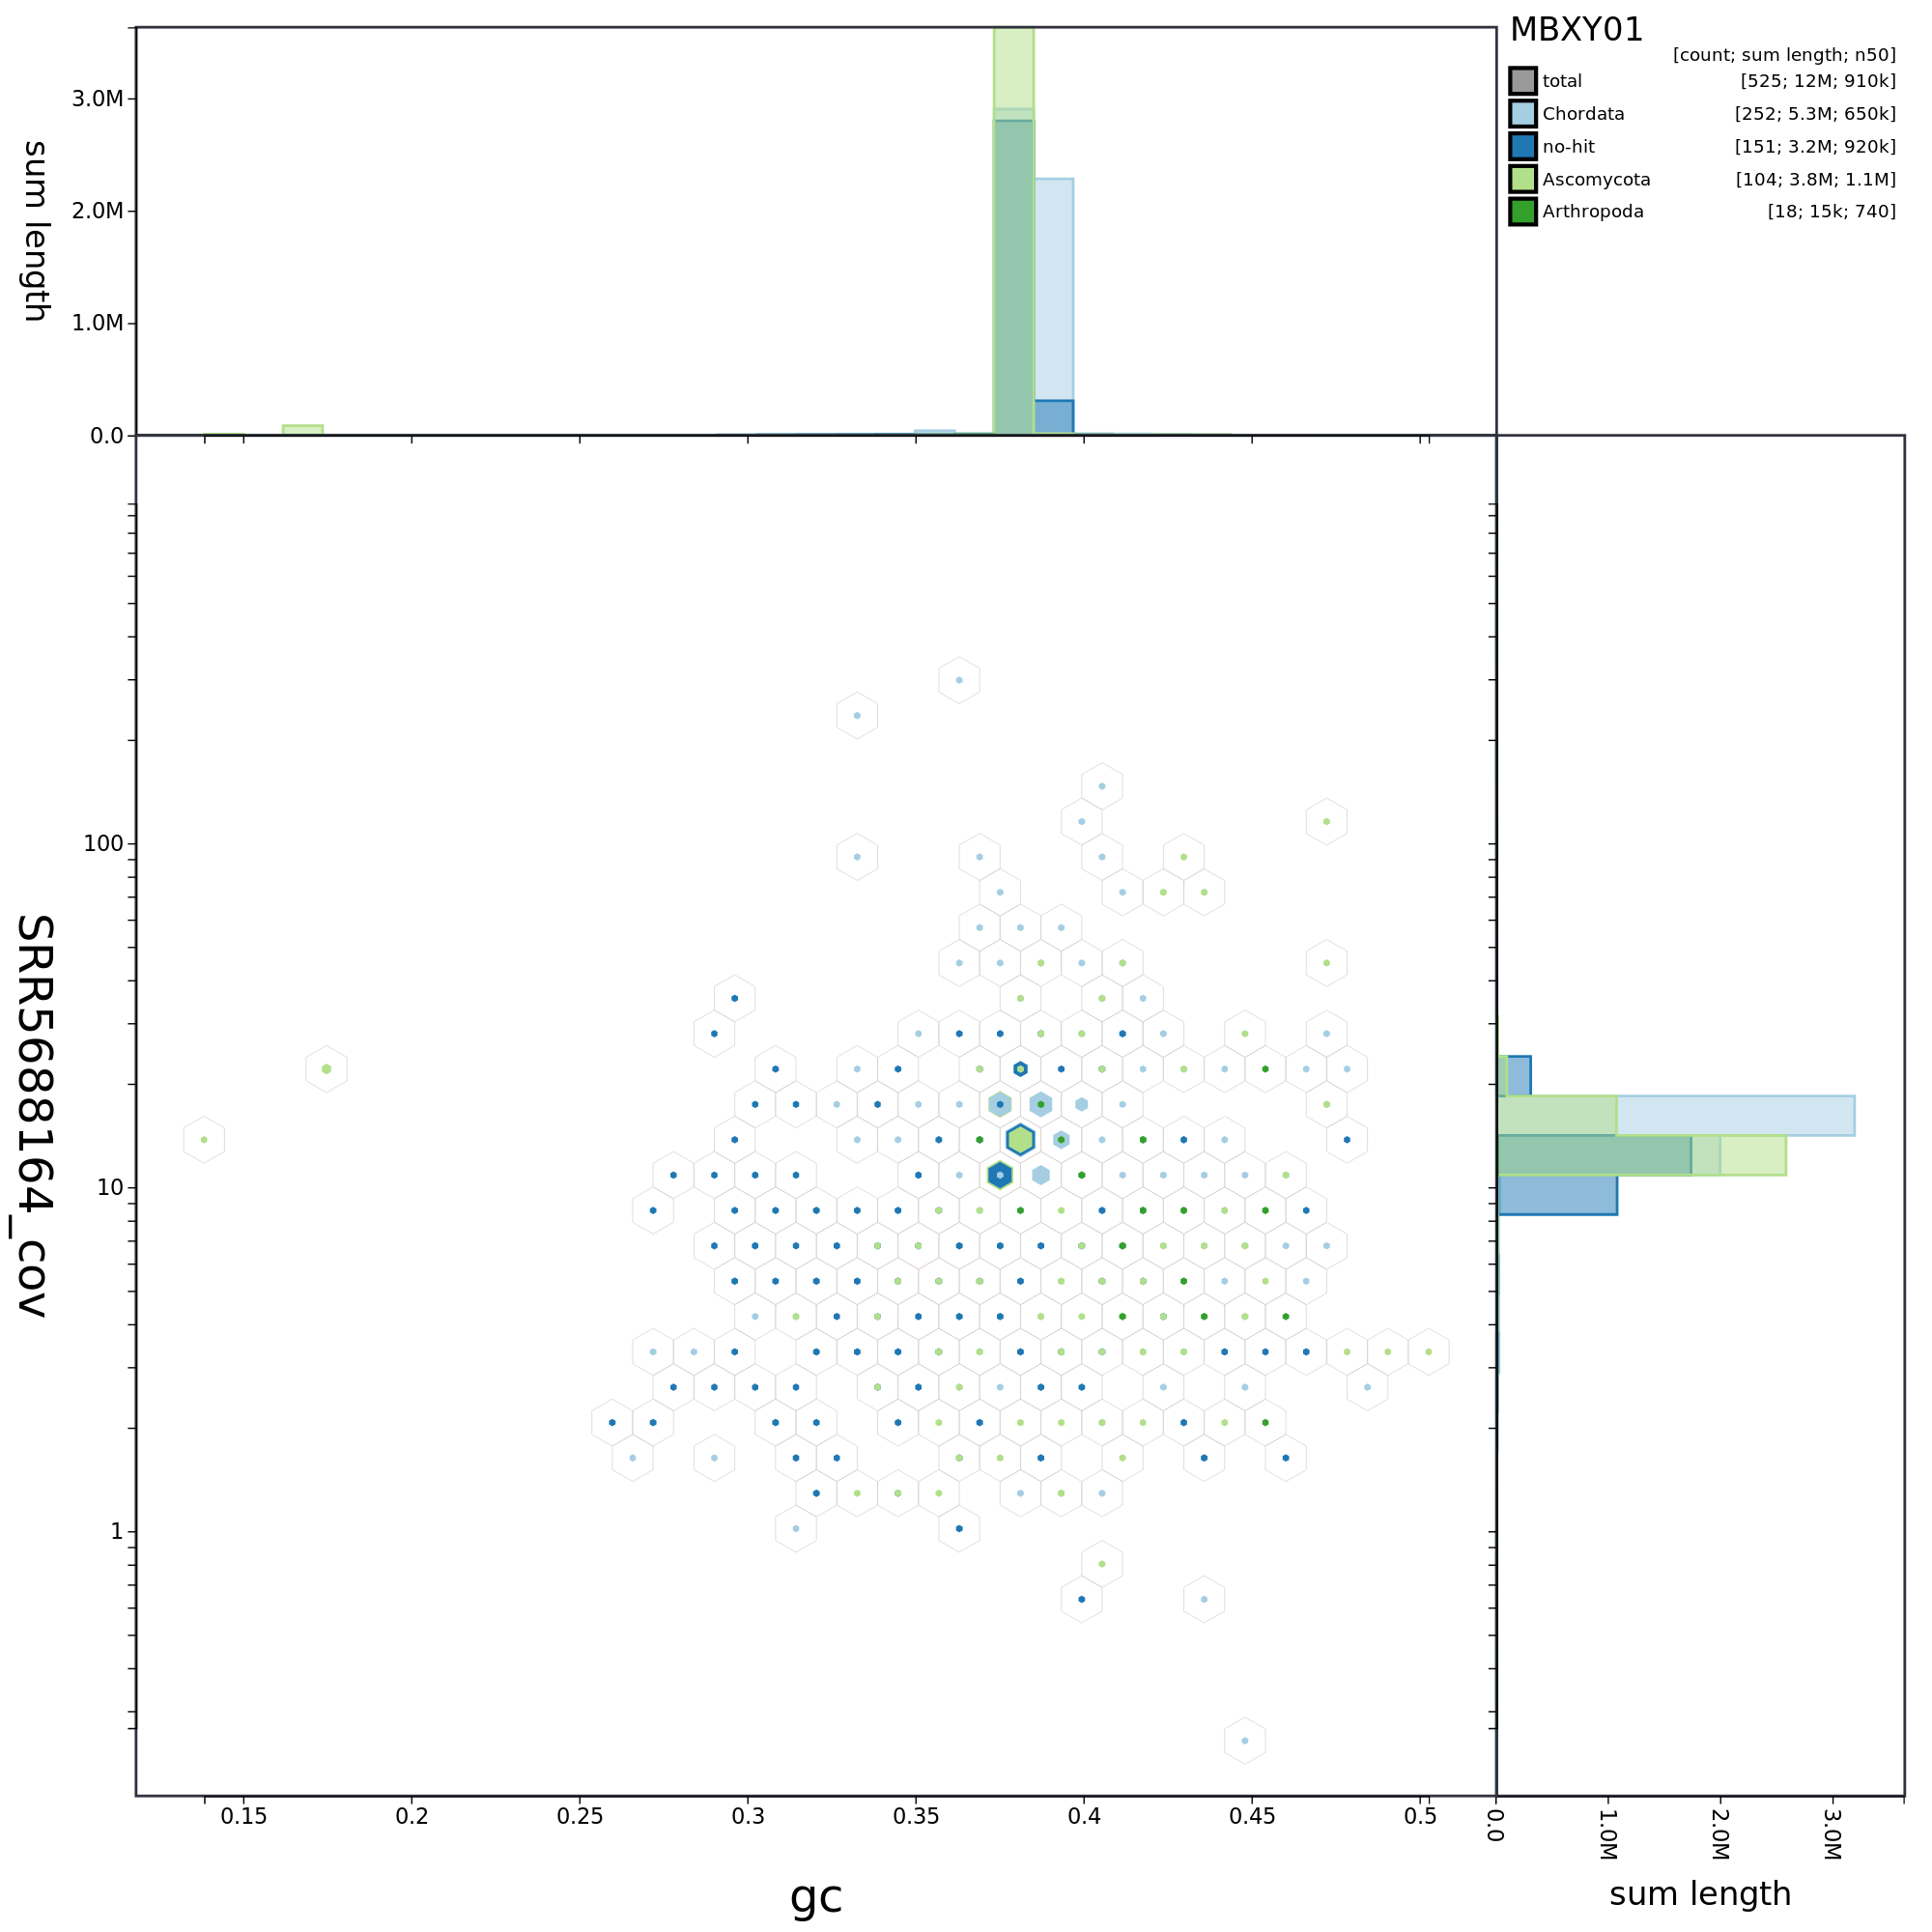 MBXY01
[count; sum length; n50]
total [525; 12M; 910k]
Chordata [252; 5.3M; 650k]
no-hit [151; 3.2M; 920k]
Ascomycota [104; 3.8M; 1.1M]
Arthropoda [18; 15k; 740]
sum length
3.0M
2.0M
1.0M
0.0
SRR5688164_cov
100
10
1
0.15 0.2 0.25 0.3 0.35 0.4 0.45 0.5
gc
0.0 1.0M 2.0M 3.0M
sum length